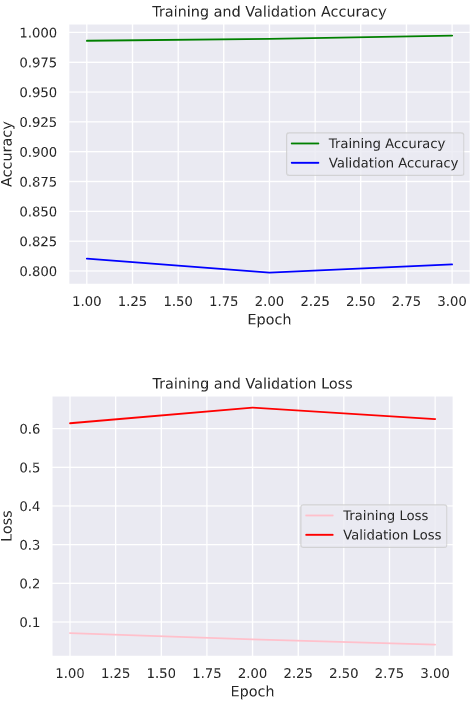 Training and Validation Accuracy
1.000
0.975
0.950
0.925
0.900
0.875
0.850
0.825
0.800
Accuracy
Training Accuracy
Validation Accuracy
1.00 1.25 1.50 1.75 2.00 2.25 2.50 2.75 3.00
Epoch
Training and Validation Loss
0.6
0.5
0.4
0.3
0.2
0.1
Loss
Training Loss
Validation Loss
1.00 1.25 1.50 1.75 2.00 2.25 2.50 2.75 3.00
Epoch